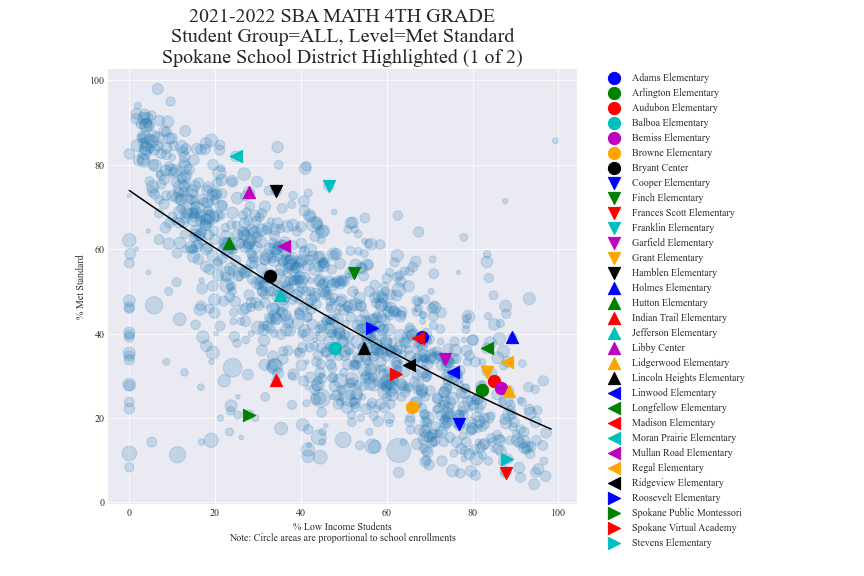 2021-2022 SBA MATH 4TH GRADE
Student Group=ALL, Level=Met Standard
Spokane School District Highlighted (1 of 2)
100
80
60
40
20
0
% Met Standard
0 20 40 60 80 100
% Low Income Students
Note: Circle areas are proportional to school enrollments
Adams Elementary
Arlington Elementary
Audubon Elementary
Balboa Elementary
Bemiss Elementary
Browne Elementary
Bryant Center
Cooper Elementary
Finch Elementary
Frances Scott Elementary
Franklin Elementary
Garfield Elementary
Grant Elementary
Hamblen Elementary
Holmes Elementary
Hutton Elementary
Indian Trail Elementary
Jefferson Elementary
Libby Center
Lidgerwood Elementary
Lincoln Heights Elementary
Linwood Elementary
Longfellow Elementary
Madison Elementary
Moran Prairie Elementary
Mullan Road Elementary
Regal Elementary
Ridgeview Elementary
Roosevelt Elementary
Spokane Public Montessori
Spokane Virtual Academy
Stevens Elementary